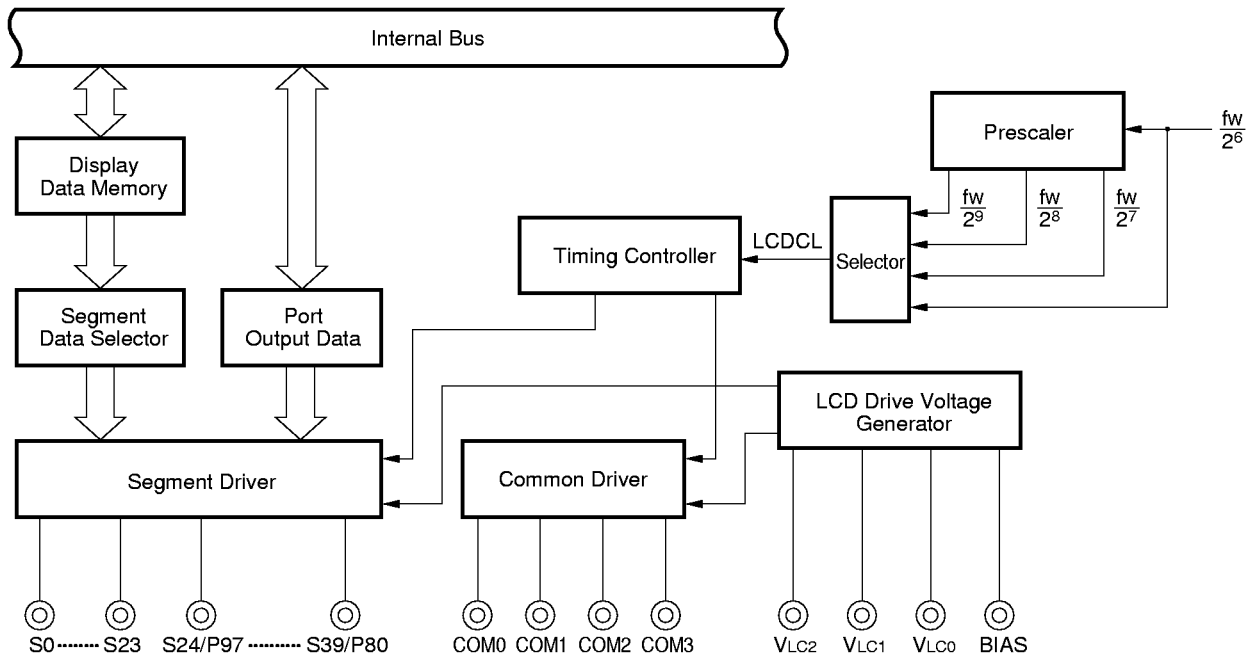 Internal Bus
Prescaler
fw
2⁶
Display
Data Memory
fw
2⁹
fw
2⁸
fw
2⁷
Timing Controller
LCDCL
Selector
Segment
Data Selector
Port
Output Data
LCD Drive Voltage
Generator
Segment Driver
Common Driver
S0 ········ S23 S24/P97 ·········· S39/P80 COM0 COM1 COM2 COM3 VLC2 VLC1 VLC0 BIAS